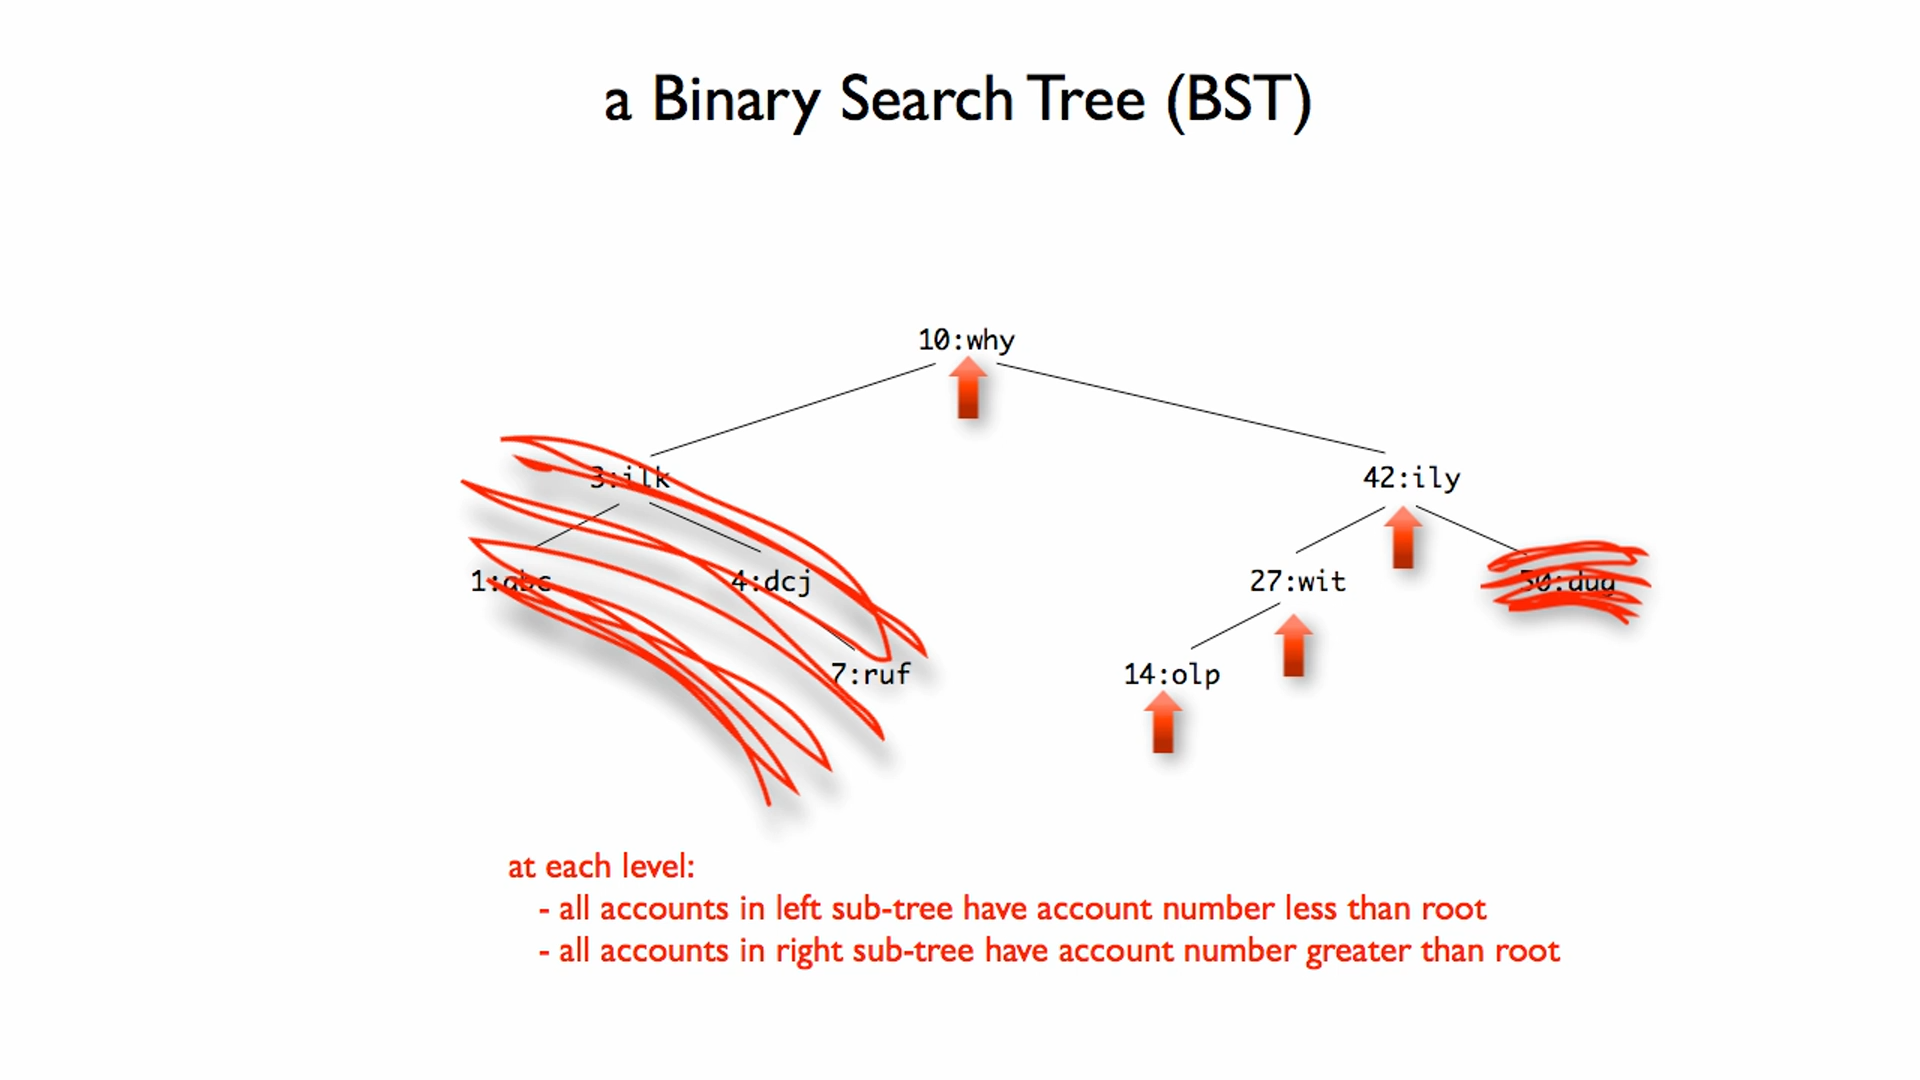 a Binary Search Tree (BST)
10:why
3:ilk
42:ily
1:abc
4:dcj
27:wit
50:dug
7:ruf
14:olp
at each level:
- all accounts in left sub-tree have account number less than root
- all accounts in right sub-tree have account number greater than root